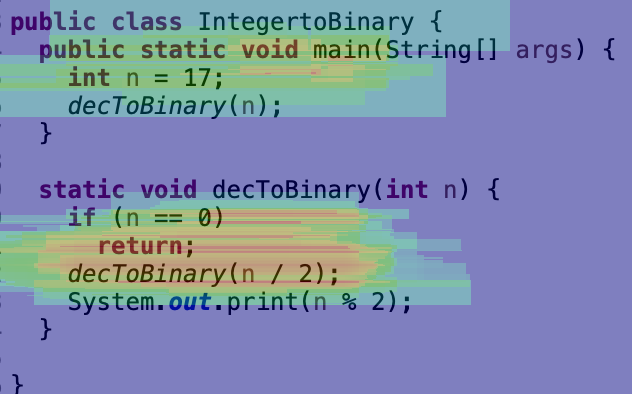 public class IntegertoBinary {
public static void main(String[] args) {
int n = 17;
decToBinary(n);
}
static void decToBinary(int n) {
if (n == 0)
return;
decToBinary(n / 2);
System.out.print(n % 2);
}
}